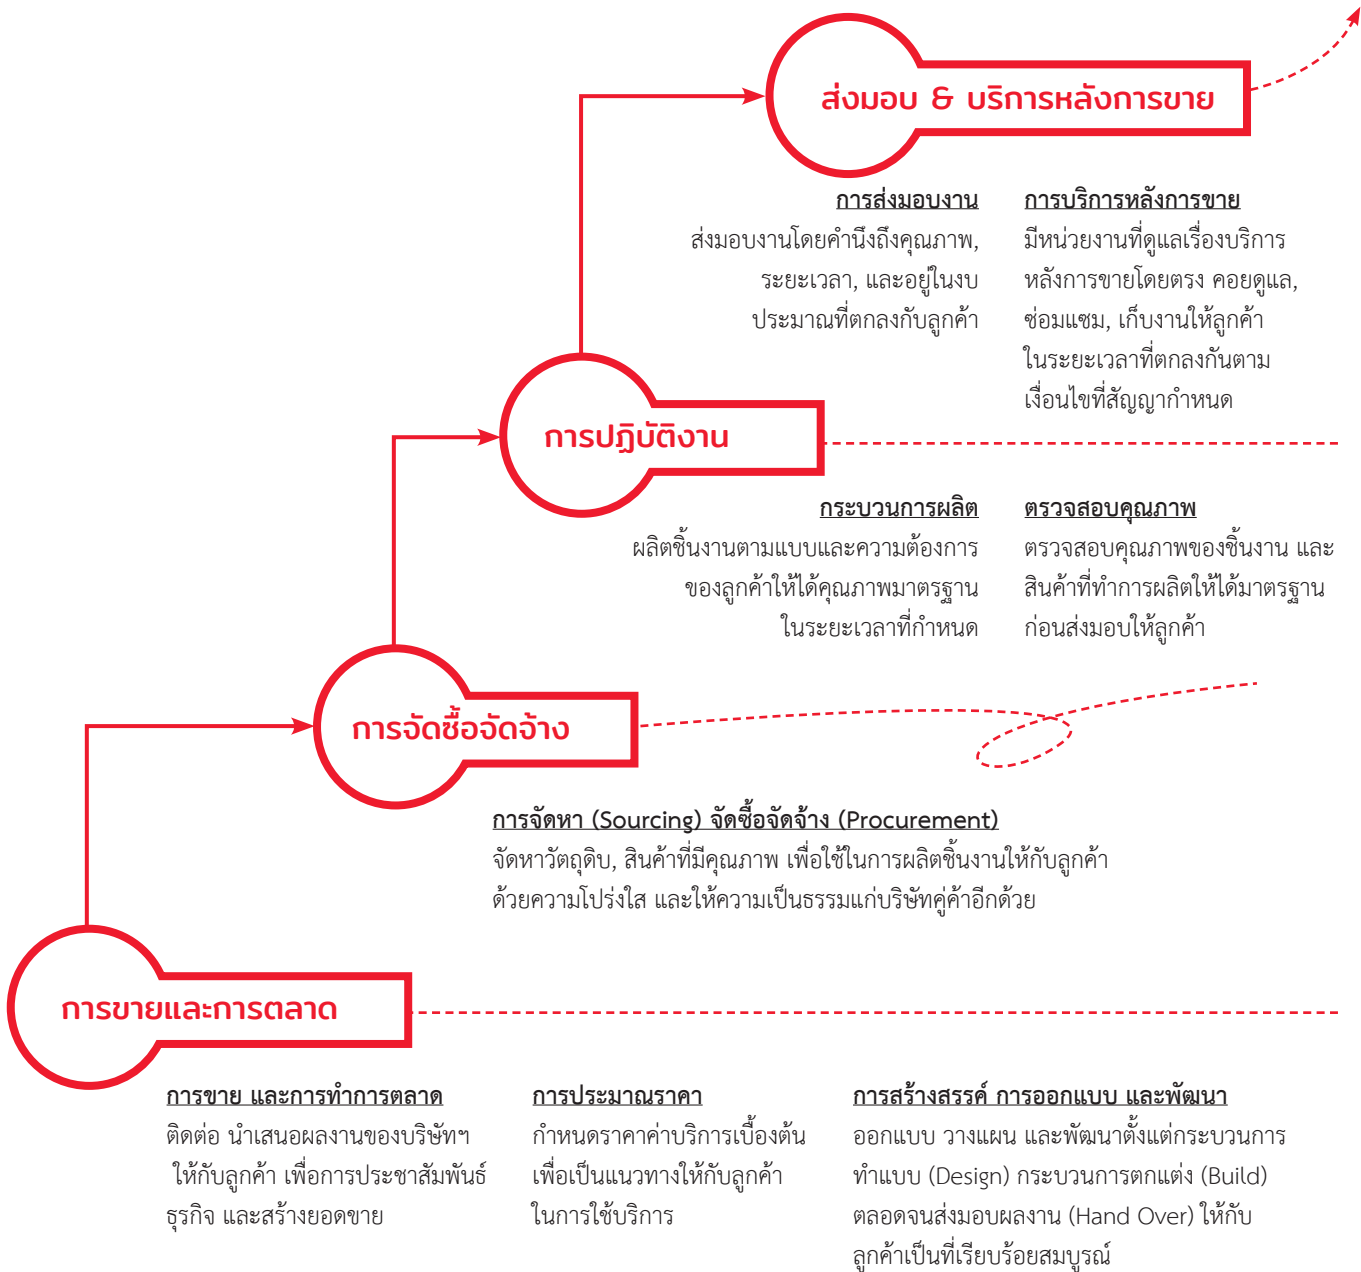 ส่งมอบ & บริการหลังการขาย
การส่งมอบงาน
ส่งมอบงานโดยคำนึงถึงคุณภาพ,
ระยะเวลา, และอยู่ในงบ
ประมาณที่ตกลงกับลูกค้า
การบริการหลังการขาย
มีหน่วยงานที่ดูแลเรื่องบริการ
หลังการขายโดยตรง คอยดูแล,
ซ่อมแซม, เก็บงานให้ลูกค้า
ในระยะเวลาที่ตกลงกันตาม
เงื่อนไขที่สัญญากำหนด
การปฏิบัติงาน
กระบวนการผลิต
ผลิตชิ้นงานตามแบบและความต้องการ
ของลูกค้าให้ได้คุณภาพมาตรฐาน
ในระยะเวลาที่กำหนด
ตรวจสอบคุณภาพ
ตรวจสอบคุณภาพของชิ้นงาน และ
สินค้าที่ทำการผลิตให้ได้มาตรฐาน
ก่อนส่งมอบให้ลูกค้า
การจัดซื้อจัดจ้าง
การจัดหา (Sourcing) จัดซื้อจัดจ้าง (Procurement)
จัดหาวัตถุดิบ, สินค้าที่มีคุณภาพ เพื่อใช้ในการผลิตชิ้นงานให้กับลูกค้า
ด้วยความโปร่งใส และให้ความเป็นธรรมแก่บริษัทคู่ค้าอีกด้วย
การขายและการตลาด
การขาย และการทำการตลาด
ติดต่อ นำเสนอผลงานของบริษัทฯ
ให้กับลูกค้า เพื่อการประชาสัมพันธ์
ธุรกิจ และสร้างยอดขาย
การประมาณราคา
กำหนดราคาค่าบริการเบื้องต้น
เพื่อเป็นแนวทางให้กับลูกค้า
ในการใช้บริการ
การสร้างสรรค์ การออกแบบ และพัฒนา
ออกแบบ วางแผน และพัฒนาตั้งแต่กระบวนการ
ทำแบบ (Design) กระบวนการตกแต่ง (Build)
ตลอดจนส่งมอบผลงาน (Hand Over) ให้กับ
ลูกค้าเป็นที่เรียบร้อยสมบูรณ์